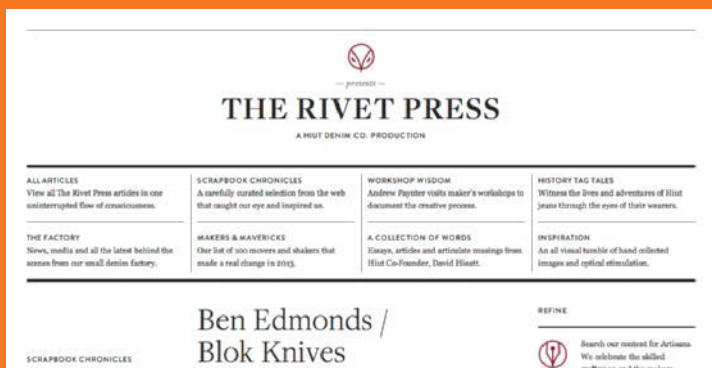 — presents —
THE RIVET PRESS
A HIUT DENIM CO. PRODUCTION
ALL ARTICLES
View all The Rivet Press articles in one
uninterrupted flow of consciousness.
SCRAPBOOK CHRONICLES
A carefully curated selection from the web
that caught our eye and inspired us.
WORKSHOP WISDOM
Andrew Paynter visits maker's workshops to
document the creative process.
HISTORY TAG TALES
Witness the lives and adventures of Hiut
jeans through the eyes of their wearers.
THE FACTORY
News, media and all the latest behind the
scenes from our small denim factory.
MAKERS & MAVERICKS
Our list of 100 movers and shakers that
made a real change in 2013.
A COLLECTION OF WORDS
Essays, articles and articulate musings from
Hiut Co-Founder, David Hieatt.
INSPIRATION
An all visual tumble of hand collected
images and optical stimulation.
SCRAPBOOK CHRONICLES
Ben Edmonds /
Blok Knives
REFINE
Search our content for Artisans.
We celebrate the skilled